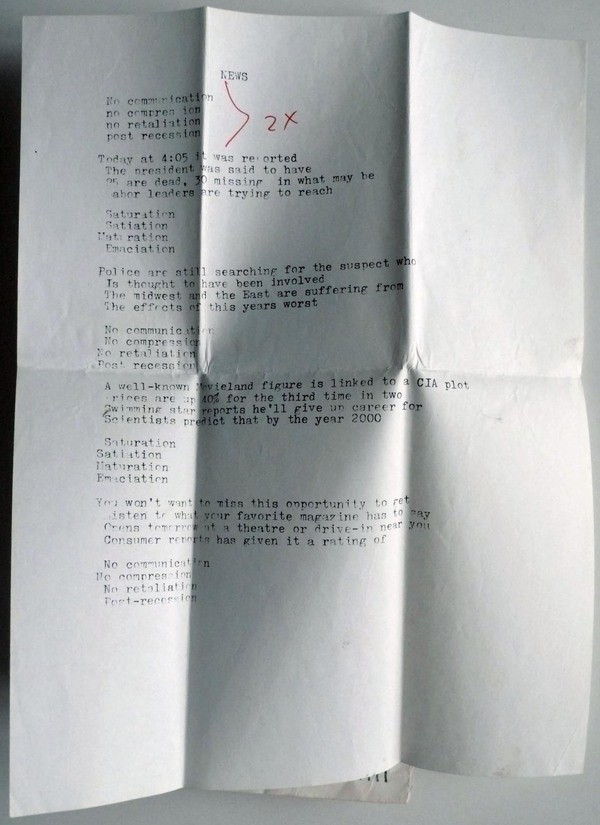 NEWS
No communication
no compression
no retaliation
post recession
2X
Today at 4:05 it was reported
The president was said to have
95 are dead, 30 missing in what may be
Labor leaders are trying to reach
Saturation
Satiation
Maturation
Emaciation
Police are still searching for the suspect who
Is thought to have been involved
The midwest and the East are suffering from
The effects of this years worst
No communication
No compression
No retaliation
Post recession
A well-known Movieland figure is linked to a CIA plot
Prices are up 40% for the third time in two
Swimming star reports he'll give up career for
Scientists predict that by the year 2000
Saturation
Satiation
Maturation
Emaciation
You won't want to miss this opportunity to get
Listen to what your favorite magazine has to say
Opens tomorrow at a theatre or drive-in near you
Consumer reports has given it a rating of
No communication
No compression
No retaliation
Post-recession